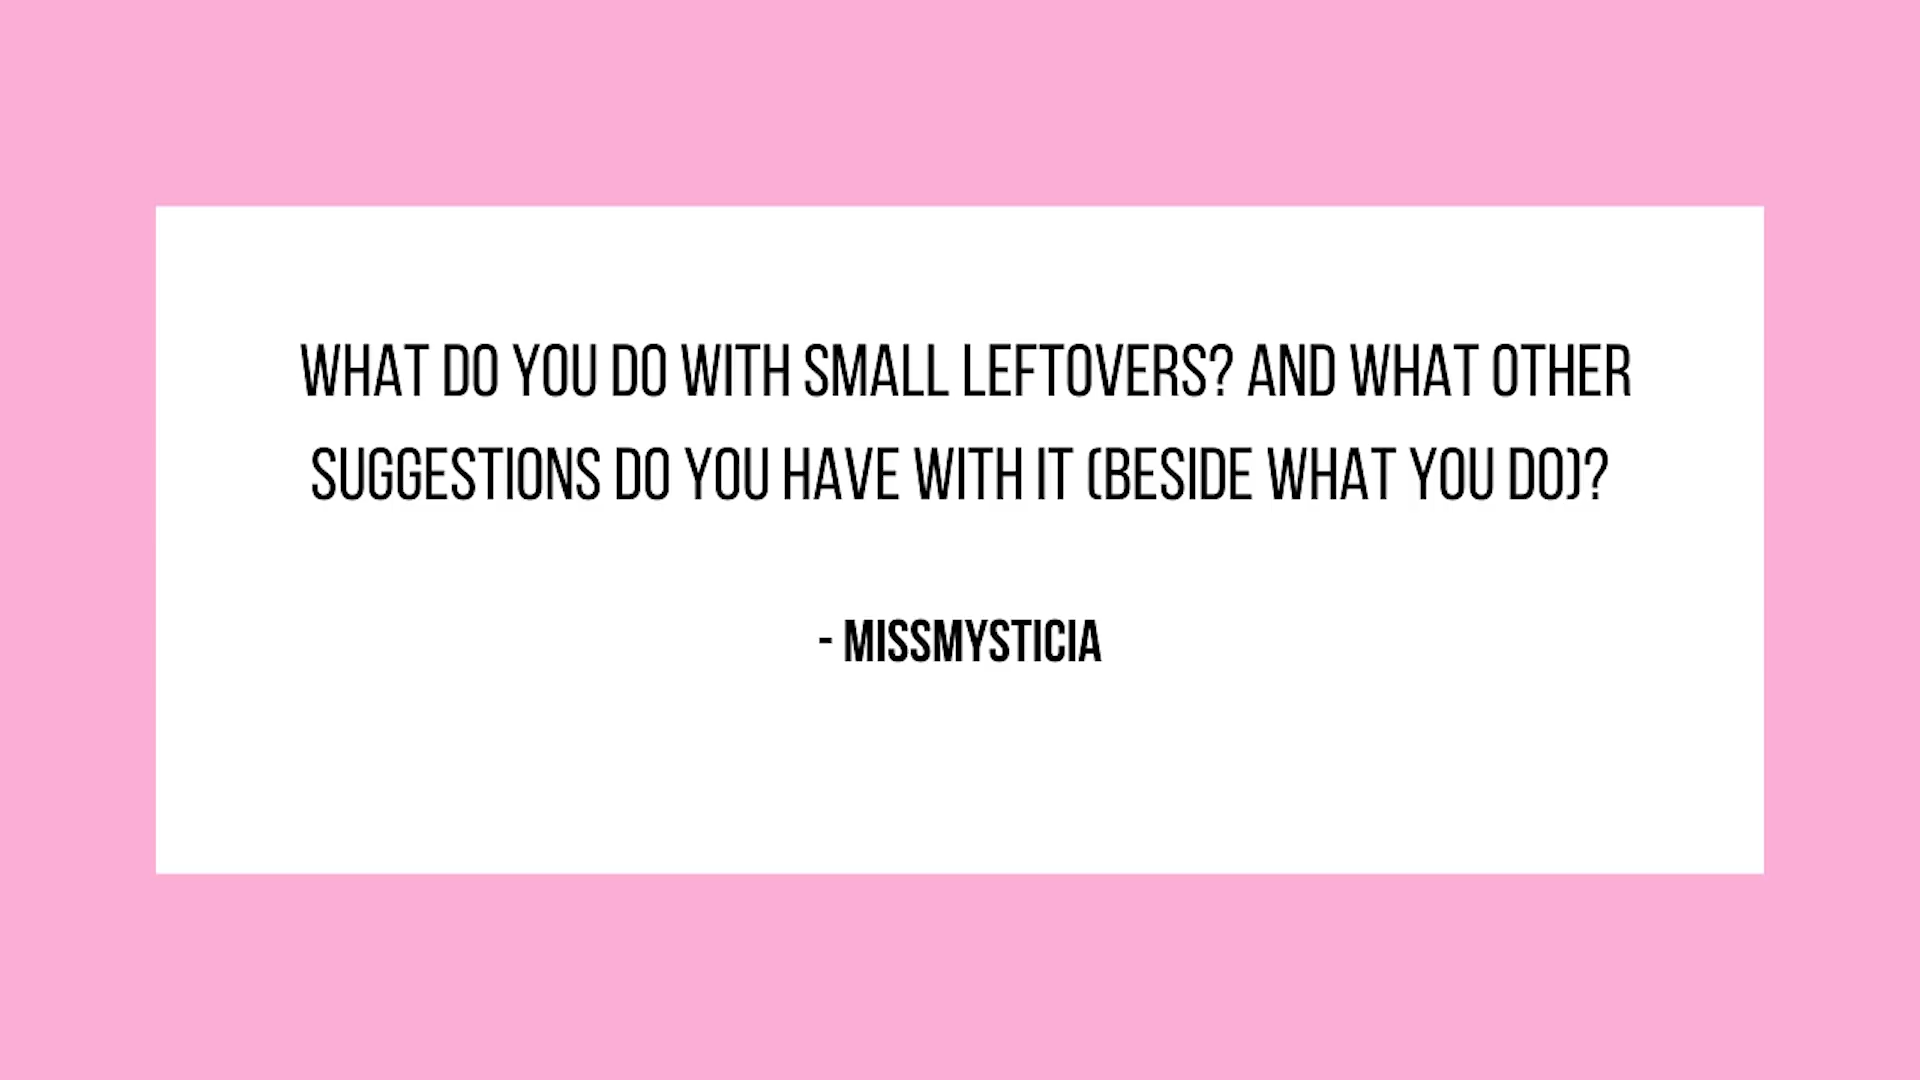 WHAT DO YOU DO WITH SMALL LEFTOVERS? AND WHAT OTHER
SUGGESTIONS DO YOU HAVE WITH IT (BESIDE WHAT YOU DO)?
- MISSMYSTICIA